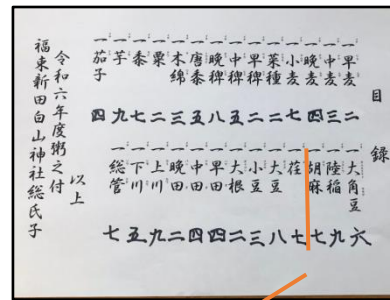 目録
一早麦 二
一中麦 三
一晩麦 四
一小麦 七
一菜種 二
一早稗 二
一中稗 五
一晩稗 八
一唐黍 五
一木綿 三
一粟 二
一黍 七
一芋 九
一茄子 四
一大角豆 六
一陸稲 九
一胡麻 七
一荏 七
一大豆 八
一小豆 三
一大根 二
一早田 四
一中田 四
一晩田 二
一上川 九
一下川 五
一総管 七
以上
令和六年度粥之付
福束新田白山神社総氏子